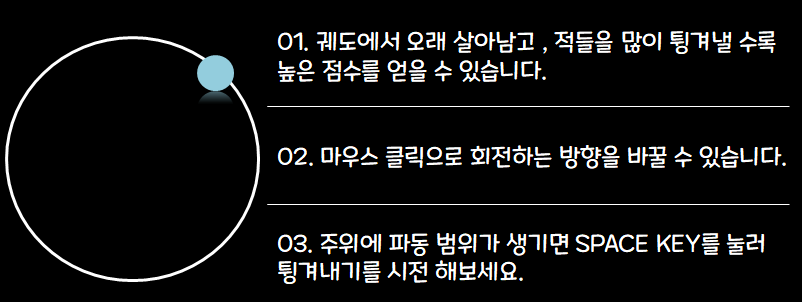 01. 궤도에서 오래 살아남고 , 적들을 많이 튕겨낼 수록
높은 점수를 얻을 수 있습니다.
02. 마우스 클릭으로 회전하는 방향을 바꿀 수 있습니다.
03. 주위에 파동 범위가 생기면 SPACE KEY를 눌러
튕겨내기를 시전 해보세요.